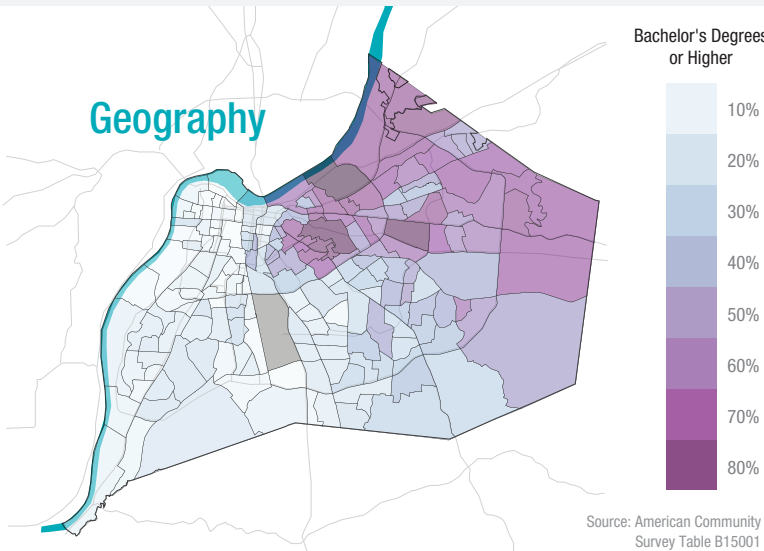 Geography
Bachelor's Degrees
or Higher
10%
20%
30%
40%
50%
60%
70%
80%
Source: American Community
Survey Table B15001